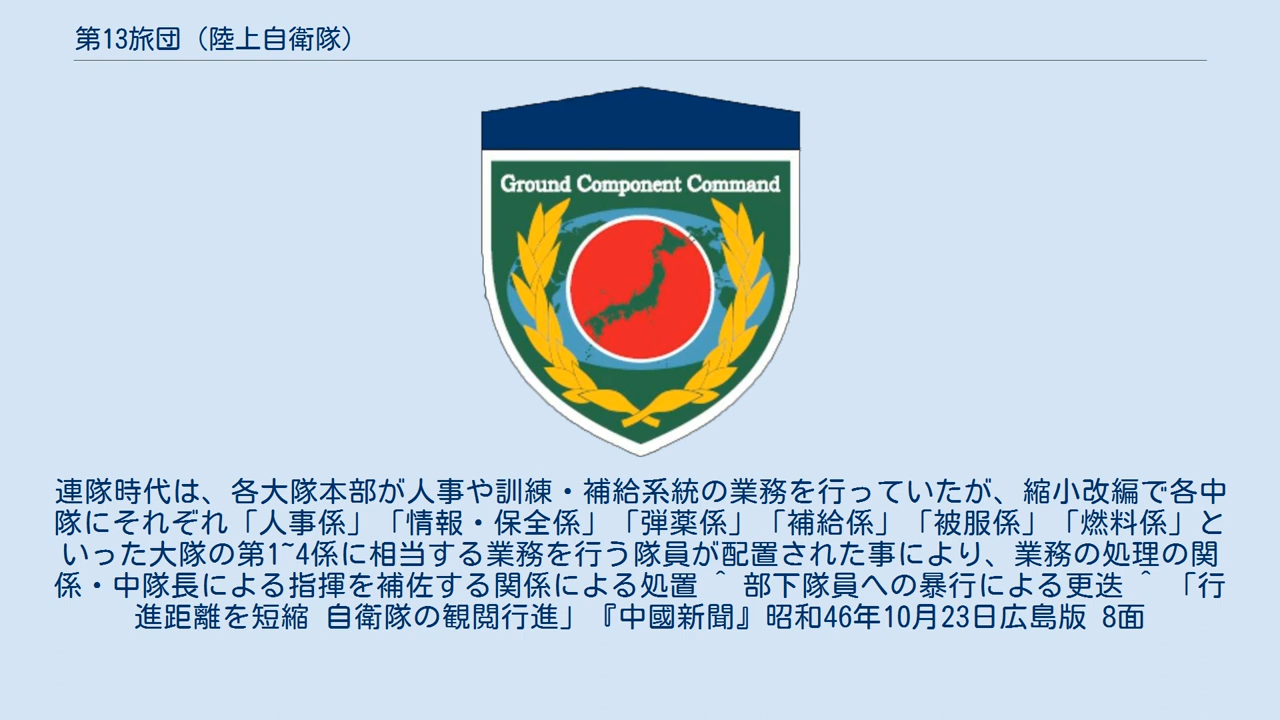 第13旅団（陸上自衛隊）
Ground Component Command
連隊時代は、各大隊本部が人事や訓練・補給系統の業務を行っていたが、縮小改編で各中
隊にそれぞれ「人事係」「情報・保全係」「弾薬係」「補給係」「被服係」「燃料係」と
いった大隊の第1~4係に相当する業務を行う隊員が配置された事により、業務の処理の関
係・中隊長による指揮を補佐する関係による処置 ^ 部下隊員への暴行による更迭 ^ 「行
進距離を短縮 自衛隊の観閲行進」『中國新聞』昭和46年10月23日広島版 8面